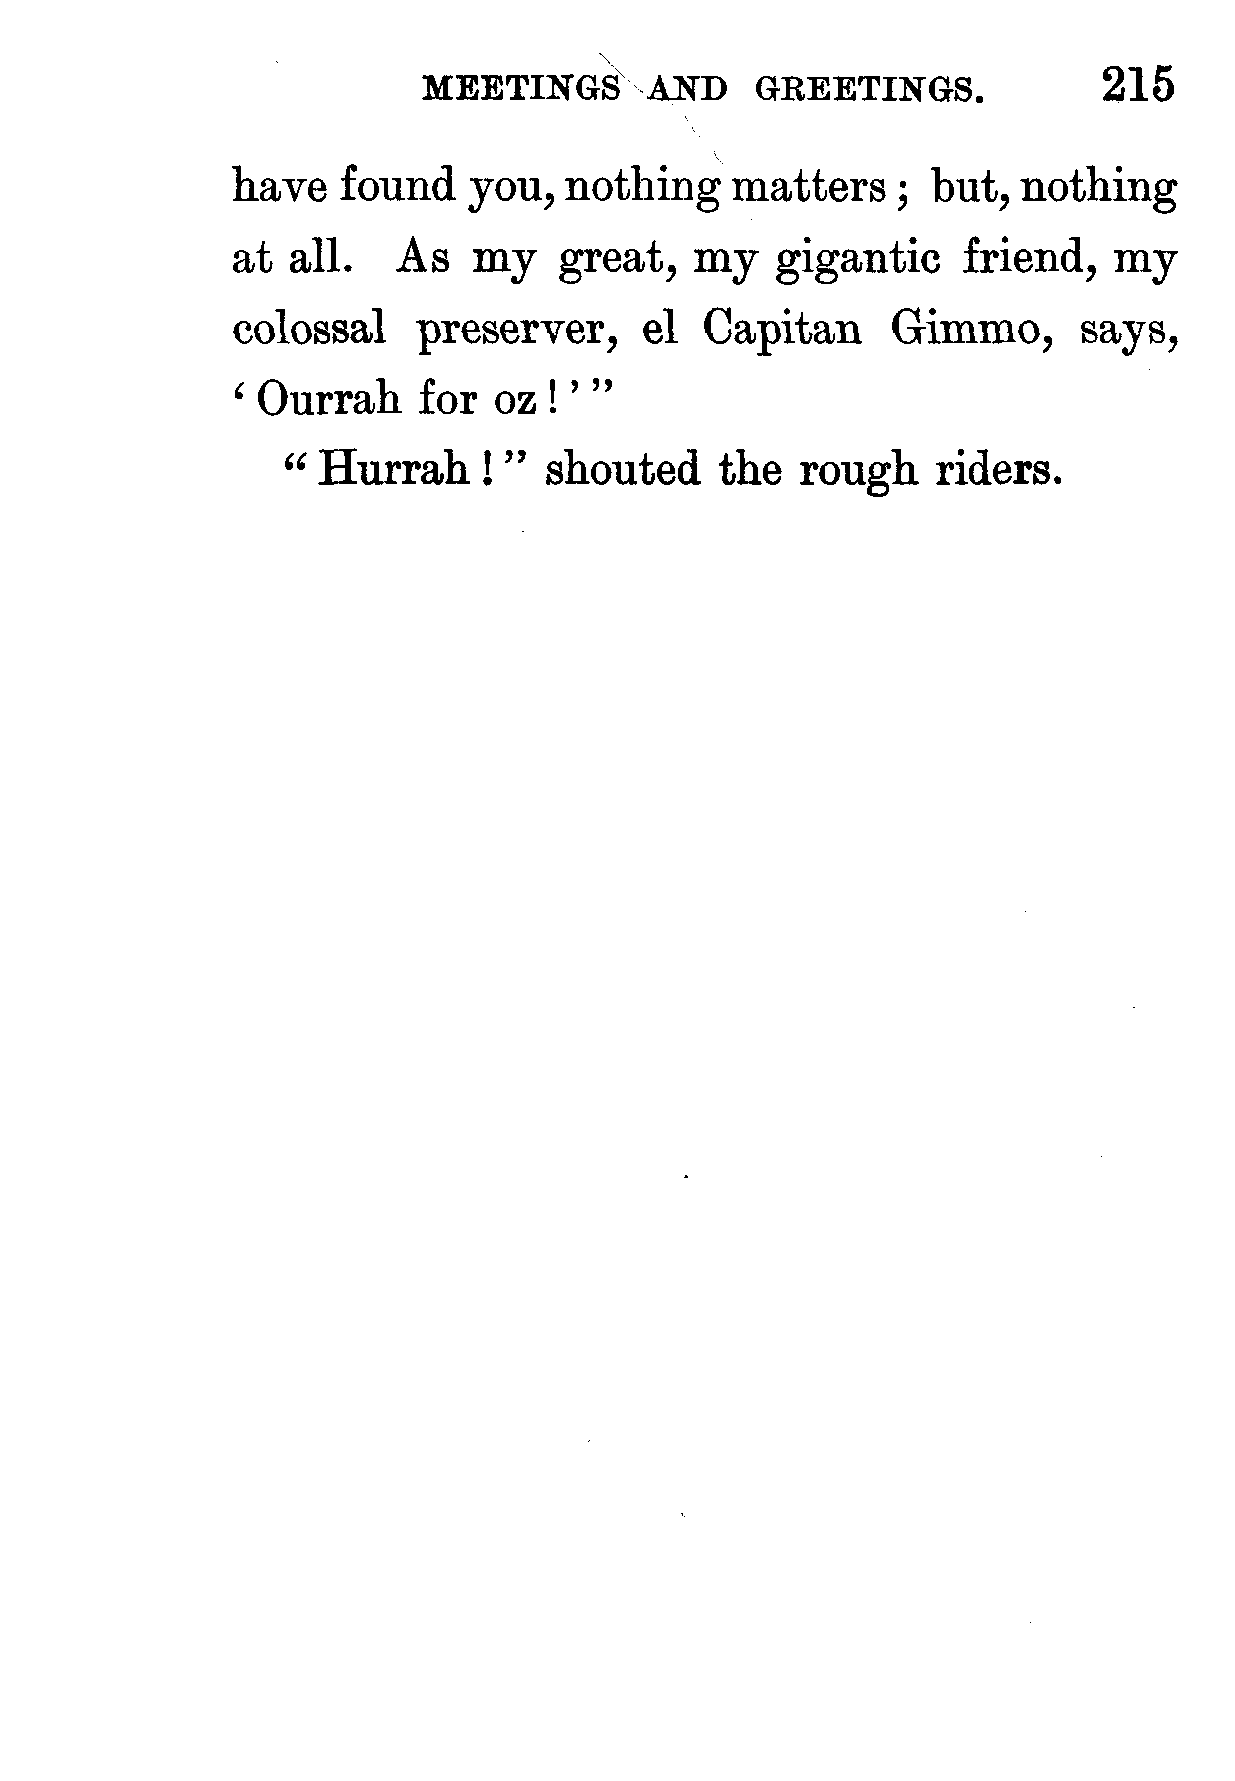 MEETINGS AND GREETINGS. 215
have found you, nothing matters ; but, nothing
at all. As my great, my gigantic friend, my
colossal preserver, el Capitan Gimmo, says,
‘ Ourrah for oz ! ’ ”
“ Hurrah ! ” shouted the rough riders.